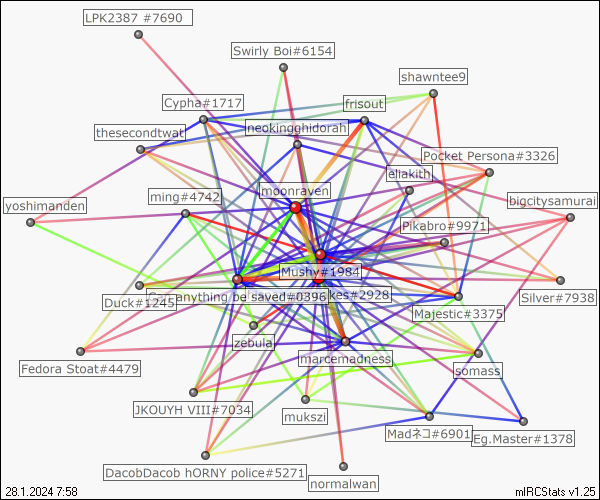 LPK2387 #7690
Swirly Boi#6154
shawntee9
Cypha#1717
frisout
thesecondtwat
neokingghidorah
Pocket Persona#3326
eliakith
ming#4742
moonraven
bigcitysamurai
yoshimanden
Pikabro#9971
Mushy#1984
Duck#1245
anything be saved#0396
kes#2928
Silver#7938
Majestic#3375
zebula
marcemadness
Fedora Stoat#4479
somass
JKOUYH VIII#7034
mukszi
Madネコ#6901
Eg.Master#1378
DacobDacob hORNY police#5271
normalwan
28.1.2024 7:58
mIRCStats v1.25